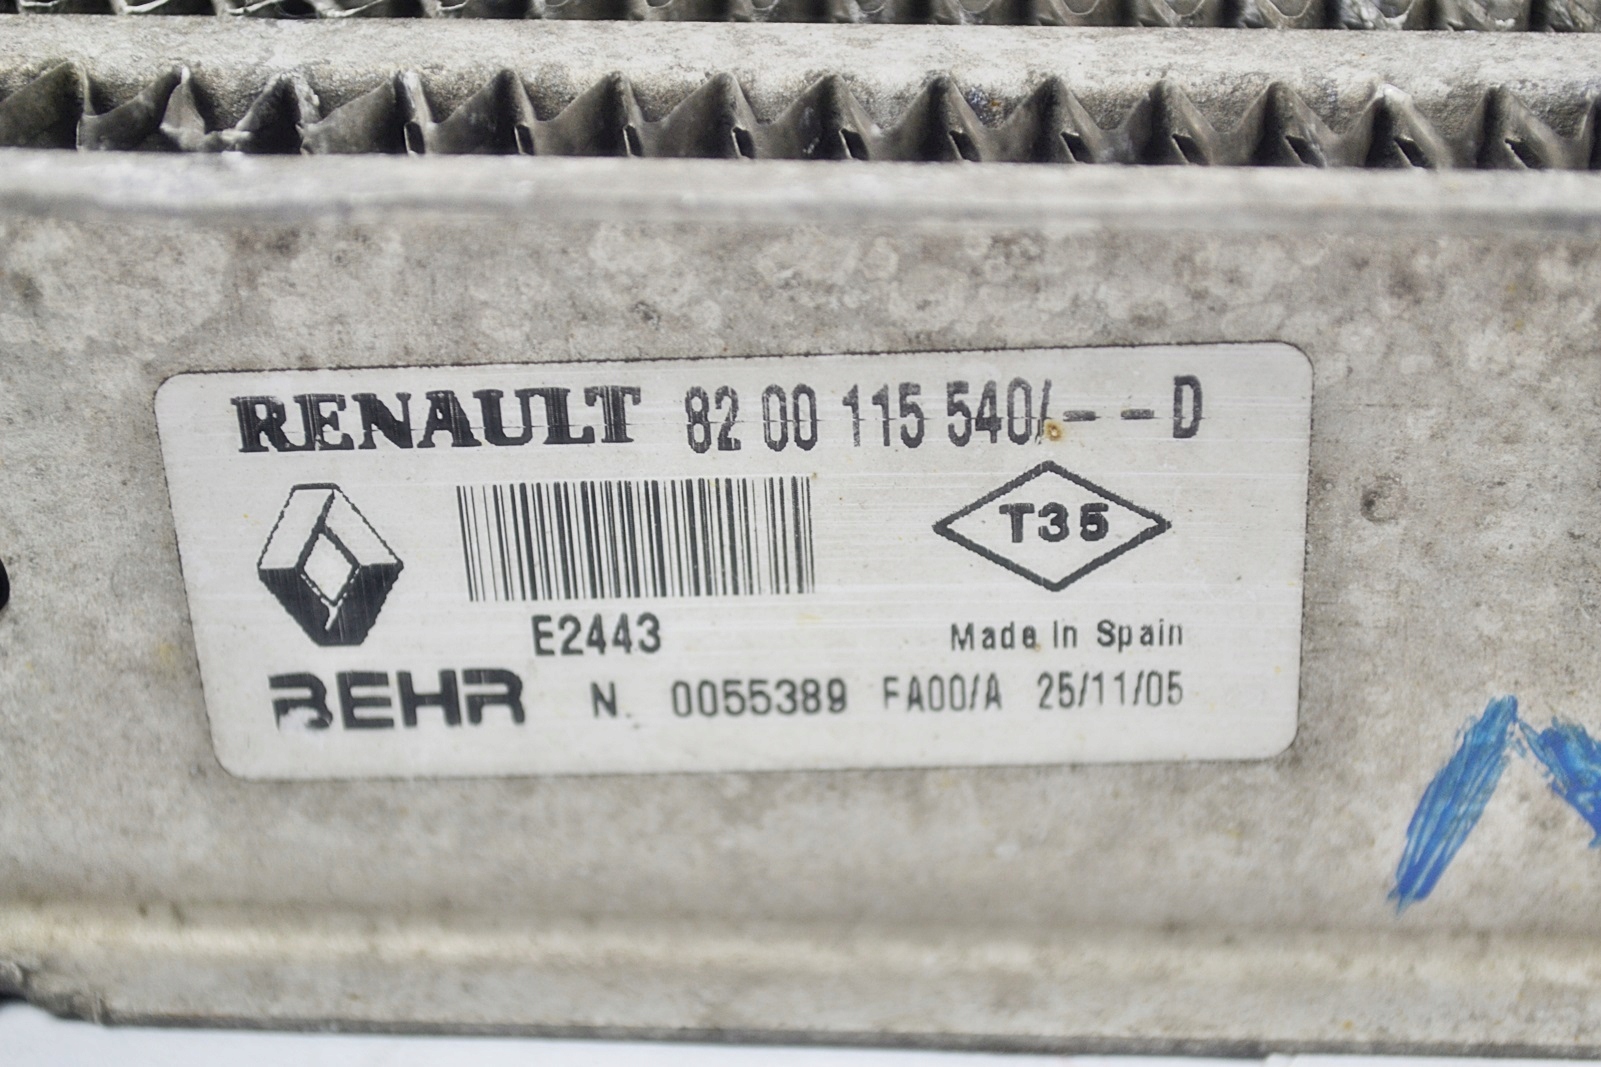 RENAULT 82 00 115 540/-- -- D
T35
E2443
Made In Spain
BEHR N. 0055389 FA00/A 25/11/05